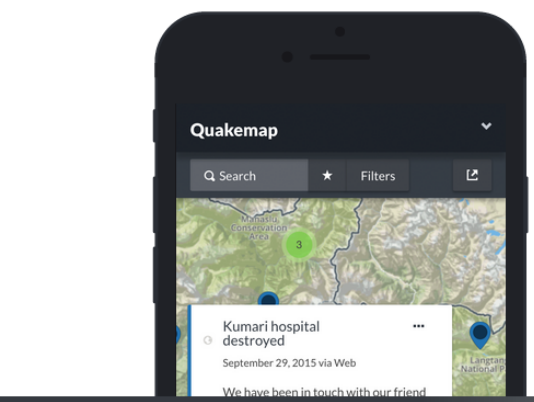 Quakemap
Search
Filters
Manaslu
Conservation
Area
3
Kumari hospital
destroyed
September 29, 2015 via Web
Langtang
National P
We have been in touch with our friend